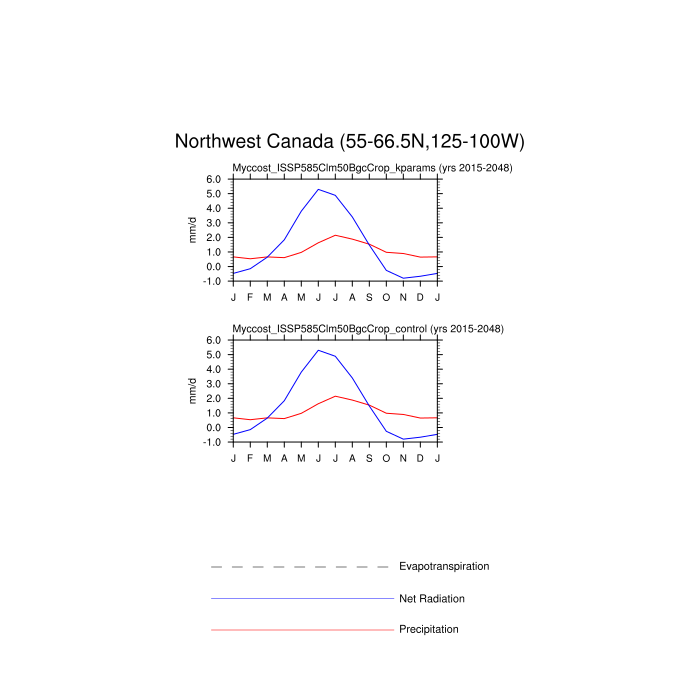 Northwest Canada (55-66.5N,125-100W)
Myccost_ISSP585Clm50BgcCrop_kparams (yrs 2015-2048)
6.0
5.0
4.0
3.0
2.0
1.0
0.0
-1.0
mm/d
J F M A M J J A S O N D J
Myccost_ISSP585Clm50BgcCrop_control (yrs 2015-2048)
6.0
5.0
4.0
3.0
2.0
1.0
0.0
-1.0
mm/d
J F M A M J J A S O N D J
Evapotranspiration
Net Radiation
Precipitation